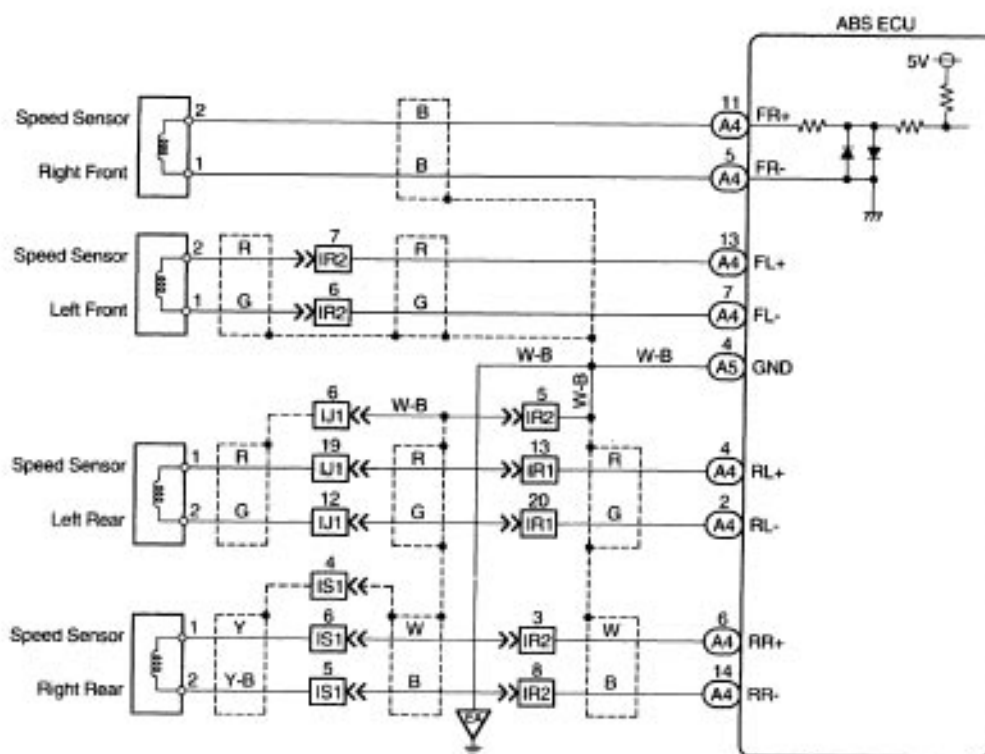 ABS ECU
5V
Speed Sensor 2 B 11 A4 FR+
Right Front 1 B 5 A4 FR-
Speed Sensor 2 R 7 IR2 R 13 A4 FL+
Left Front 1 G 6 IR2 G 7 A4 FL-
W-B W-B 4 A5 GND
W-B
6 IJ1 W-B 5 IR2
Speed Sensor 1 R 19 IJ1 R 13 IR1 R 4 A4 RL+
Left Rear 2 G 12 IJ1 G 20 IR1 G 2 A4 RL-
4 IS1
Speed Sensor 1 Y 6 IS1 W 3 IR2 W 6 A4 RR+
Right Rear 2 Y-B 5 IS1 B 8 IR2 B 14 A4 RR-